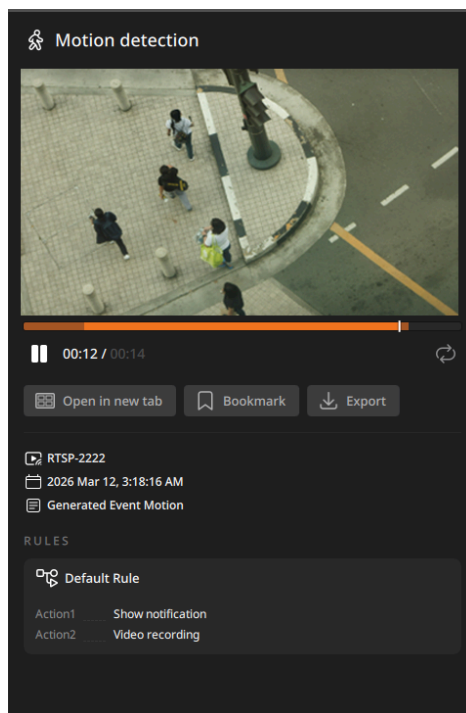 Motion detection
00:12 / 00:14
Open in new tab
Bookmark
Export
RTSP-2222
2026 Mar 12, 3:18:16 AM
Generated Event Motion
RULES
Default Rule
Action1 Show notification
Action2 Video recording